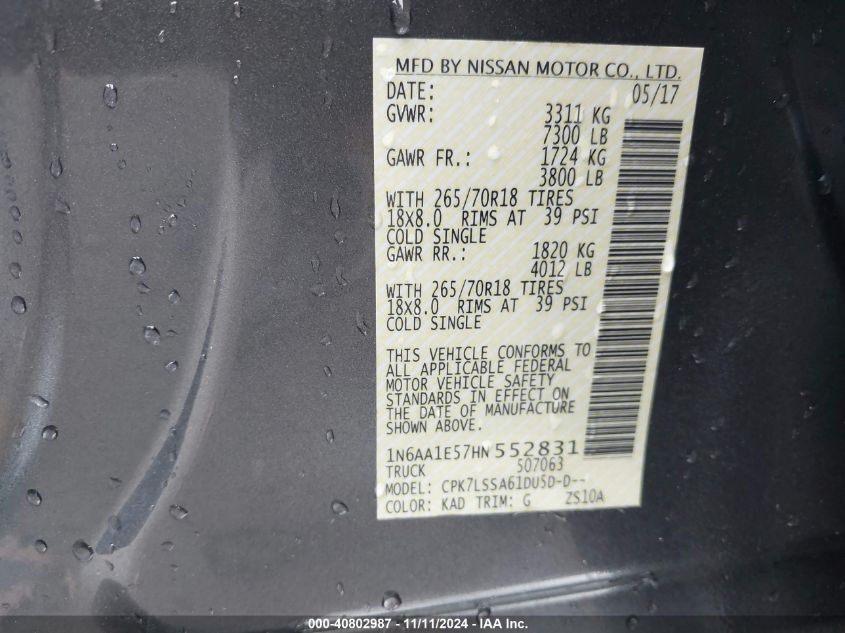 MFD BY NISSAN MOTOR CO., LTD.
DATE: 05/17
GVWR: 3311 KG
7300 LB
GAWR FR.: 1724 KG
3800 LB
WITH 265/70R18 TIRES
18X8.0 RIMS AT 39 PSI
COLD SINGLE
GAWR RR.: 1820 KG
4012 LB
WITH 265/70R18 TIRES
18X8.0 RIMS AT 39 PSI
COLD SINGLE
THIS VEHICLE CONFORMS TO
ALL APPLICABLE FEDERAL
MOTOR VEHICLE SAFETY
STANDARDS IN EFFECT ON
THE DATE OF MANUFACTURE
SHOWN ABOVE.
1N6AA1E57HN552831
TRUCK 507063
MODEL: CPK7LSSA61DU5D-D--
COLOR: KAD TRIM: G ZS10A
000-40802987 - 11/11/2024 - IAA Inc.